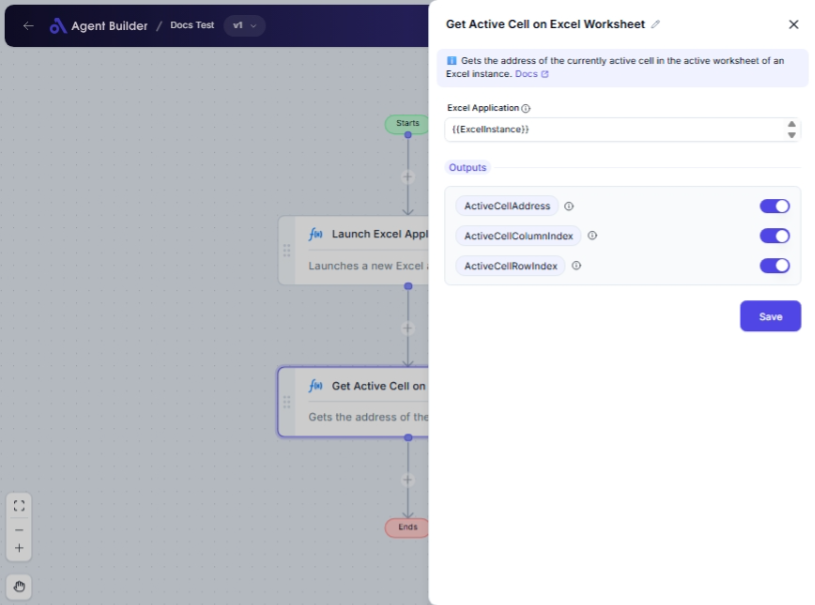 Agent Builder / Docs Test v1
Starts
Launch Excel Appl
Launches a new Excel a
Get Active Cell on
Gets the address of the
Ends
Get Active Cell on Excel Worksheet
Gets the address of the currently active cell in the active worksheet of an
Excel instance. Docs
Excel Application
{{ExcelInstance}}
Outputs
ActiveCellAddress
ActiveCellColumnIndex
ActiveCellRowIndex
Save